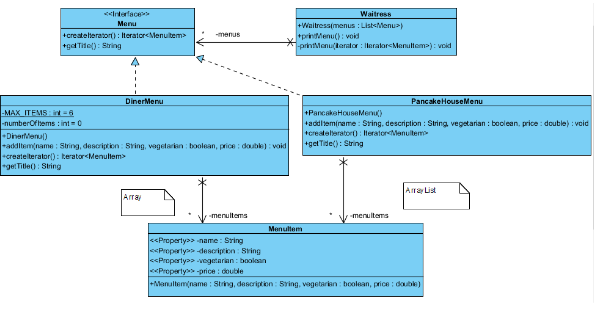 <<Interface>>
Menu
+createIterator() : Iterator<MenuItem>
+getTitle() : String
* -menus
Waitress
+Waitress(menus : List<Menu>)
+printMenu() : void
-printMenu(iterator : Iterator<MenuItem>) : void
DinerMenu
-MAX_ITEMS : int = 6
-numberOfItems : int = 0
+DinerMenu()
+addItem(name : String, description : String, vegetarian : boolean, price : double) : void
+createIterator() : Iterator<MenuItem>
+getTitle() : String
PancakeHouseMenu
+PancakeHouseMenu()
+addItem(name : String, description : String, vegetarian : boolean, price : double) : void
+createIterator() : Iterator<MenuItem>
+getTitle() : String
Array
ArrayList
* -menuItems
* -menuItems
MenuItem
<<Property>> -name : String
<<Property>> -description : String
<<Property>> -vegetarian : boolean
<<Property>> -price : double
+MenuItem(name : String, description : String, vegetarian : boolean, price : double)